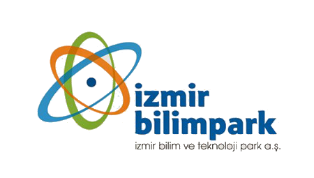 izmir
bilimpark
izmir bilim ve teknoloji park a.ş.